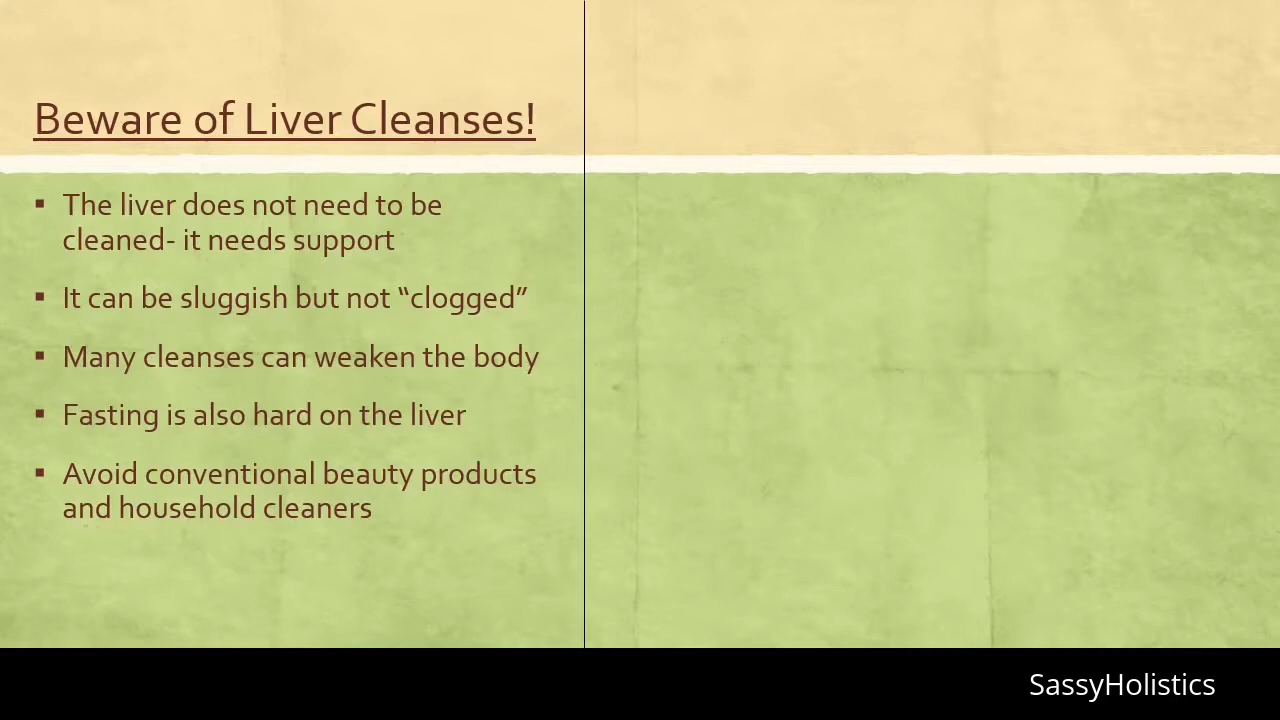 Beware of Liver Cleanses!
▪ The liver does not need to be
cleaned- it needs support
▪ It can be sluggish but not “clogged”
▪ Many cleanses can weaken the body
▪ Fasting is also hard on the liver
▪ Avoid conventional beauty products
and household cleaners
SassyHolistics